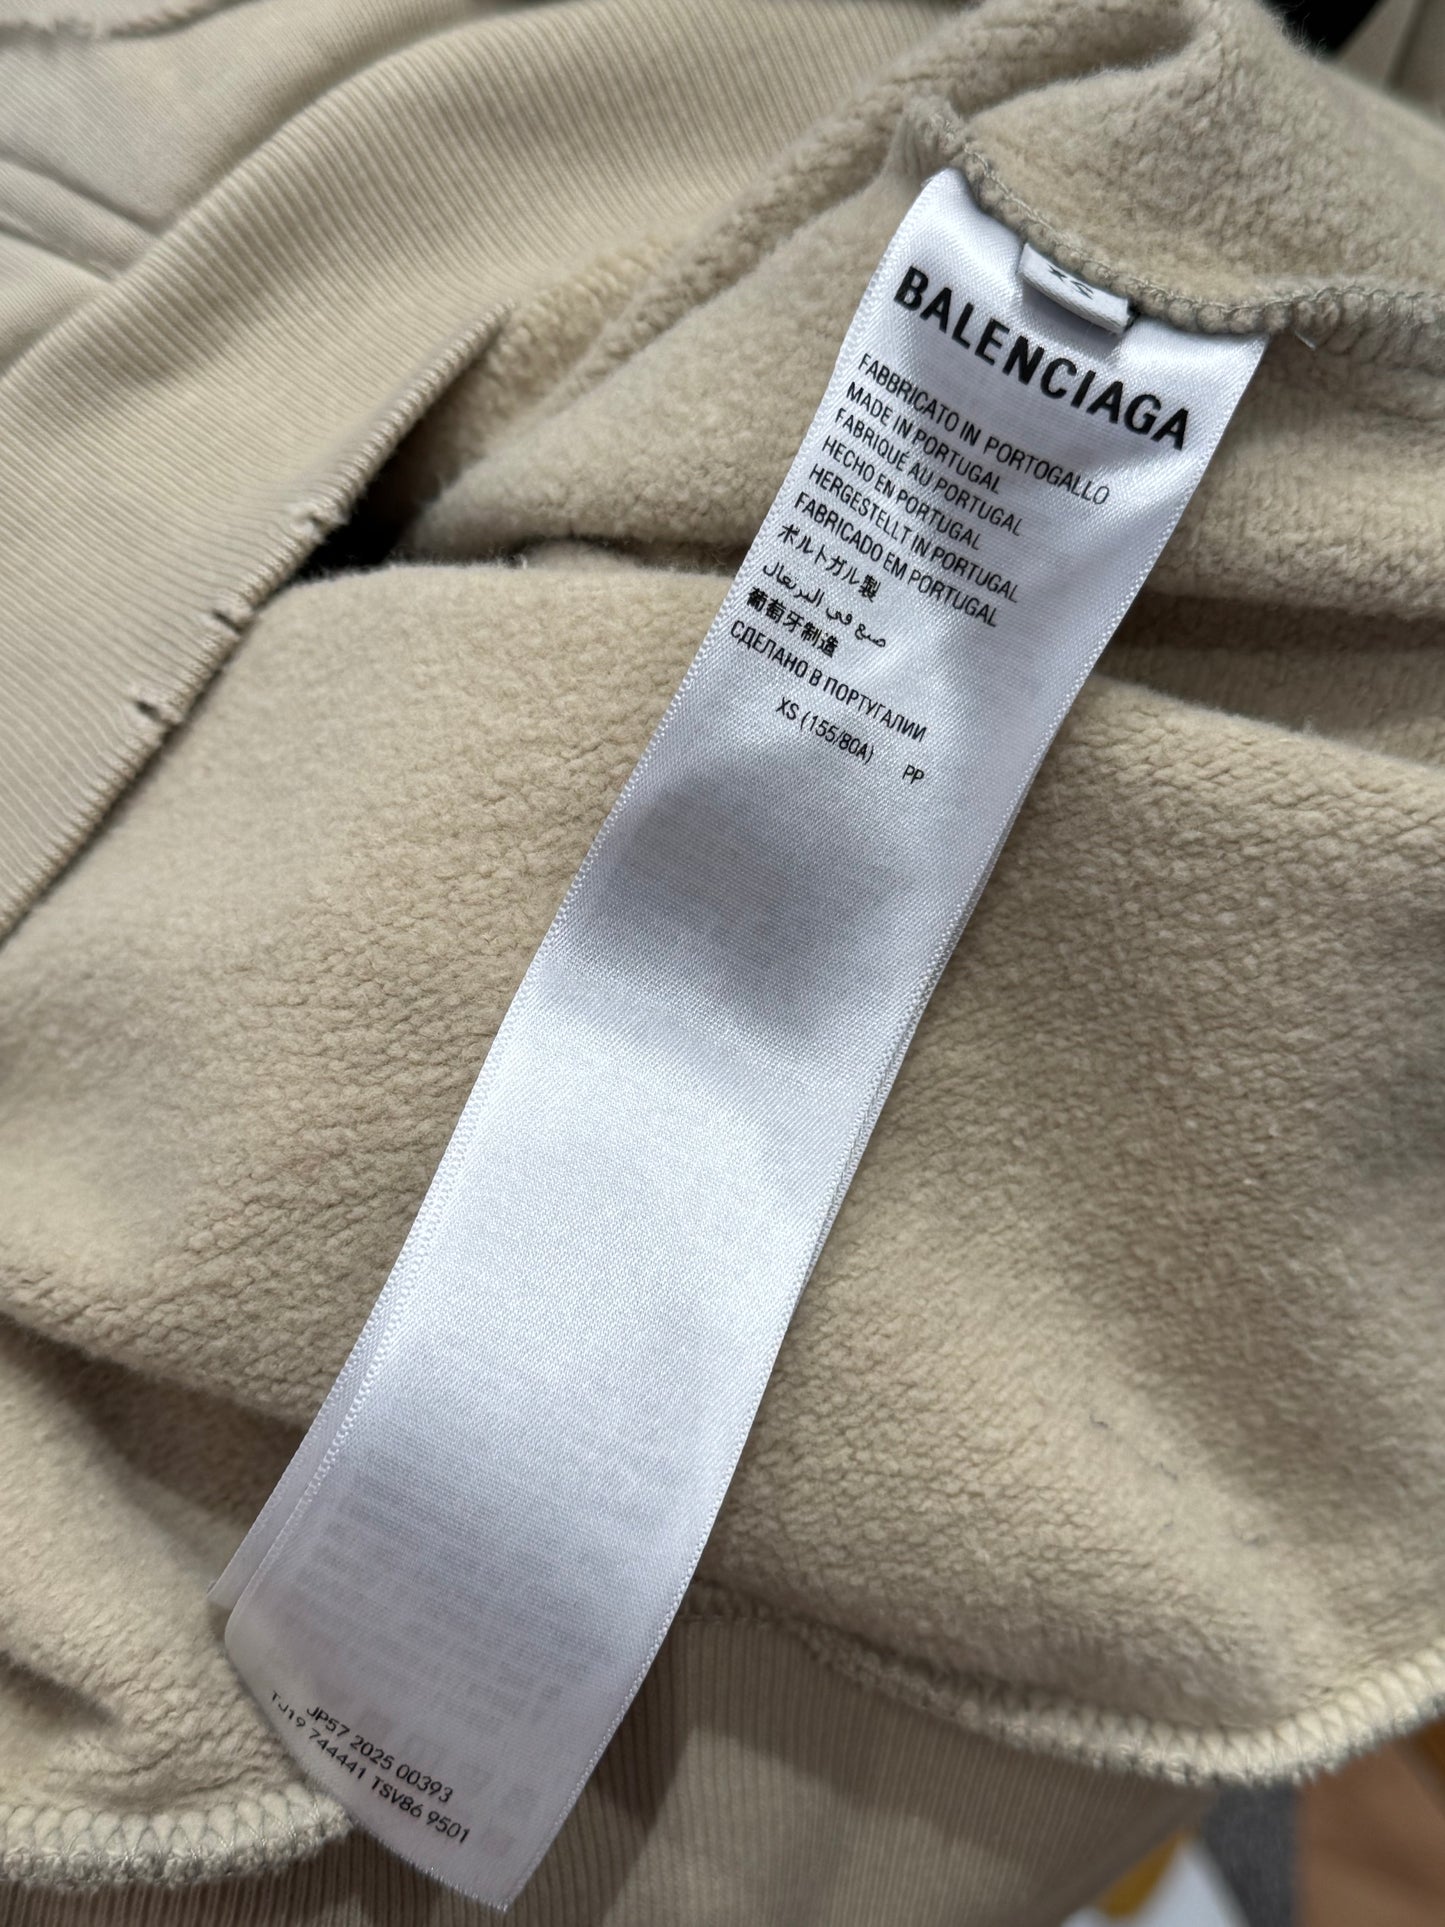 XS
BALENCIAGA
FABBRICATO IN PORTOGALLO
MADE IN PORTUGAL
FABRIQUÉ AU PORTUGAL
HECHO EN PORTUGAL
HERGESTELLT IN PORTUGAL
FABRICADO EM PORTUGAL
ポルトガル製
صنع في البرتغال
葡萄牙制造
СДЕЛАНО В ПОРТУГАЛИИ
XS (155/80A) PP
JP57 2025 00393
TJ19 744441 TSV86 9501